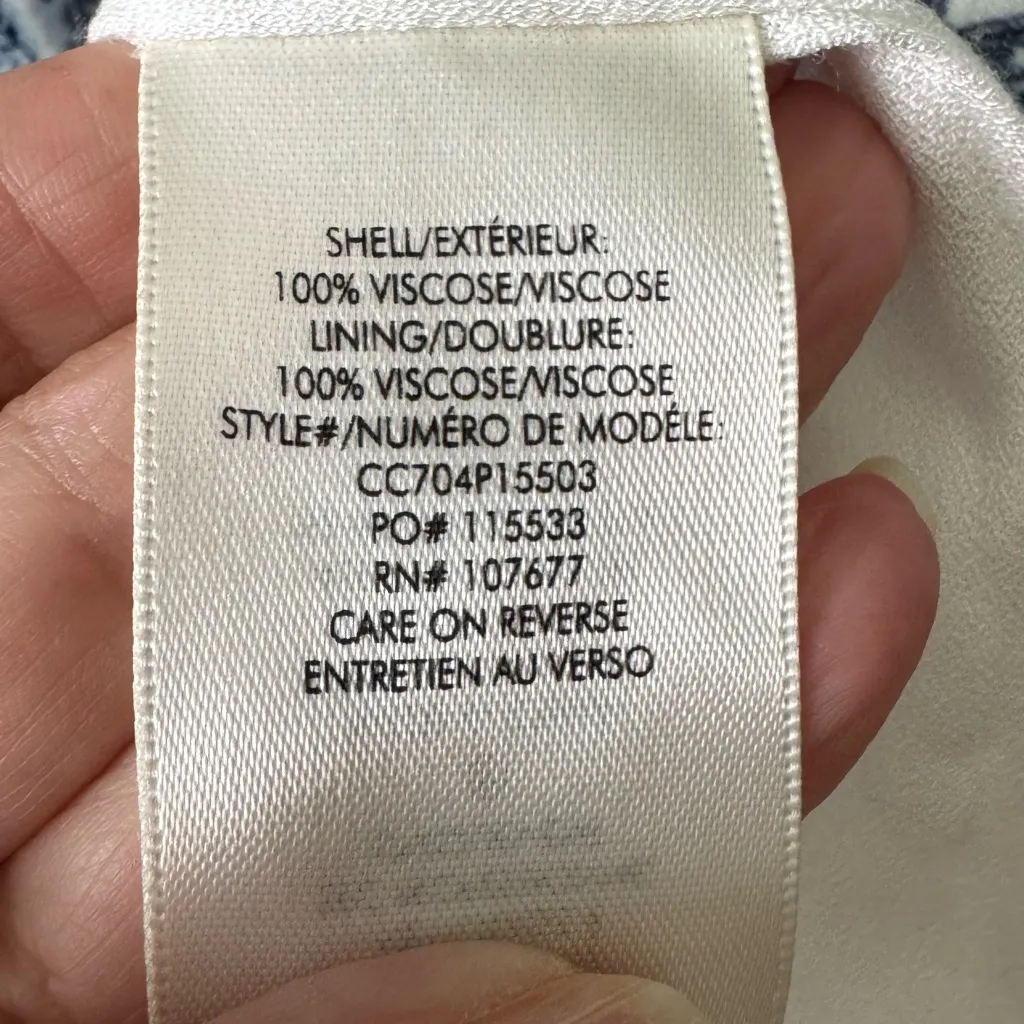 SHELL/EXTÉRIEUR:
100% VISCOSE/VISCOSE
LINING/DOUBLURE:
100% VISCOSE/VISCOSE
STYLE#/NUMÉRO DE MODÉLE:
CC704P15503
PO# 115533
RN# 107677
CARE ON REVERSE
ENTRETIEN AU VERSO